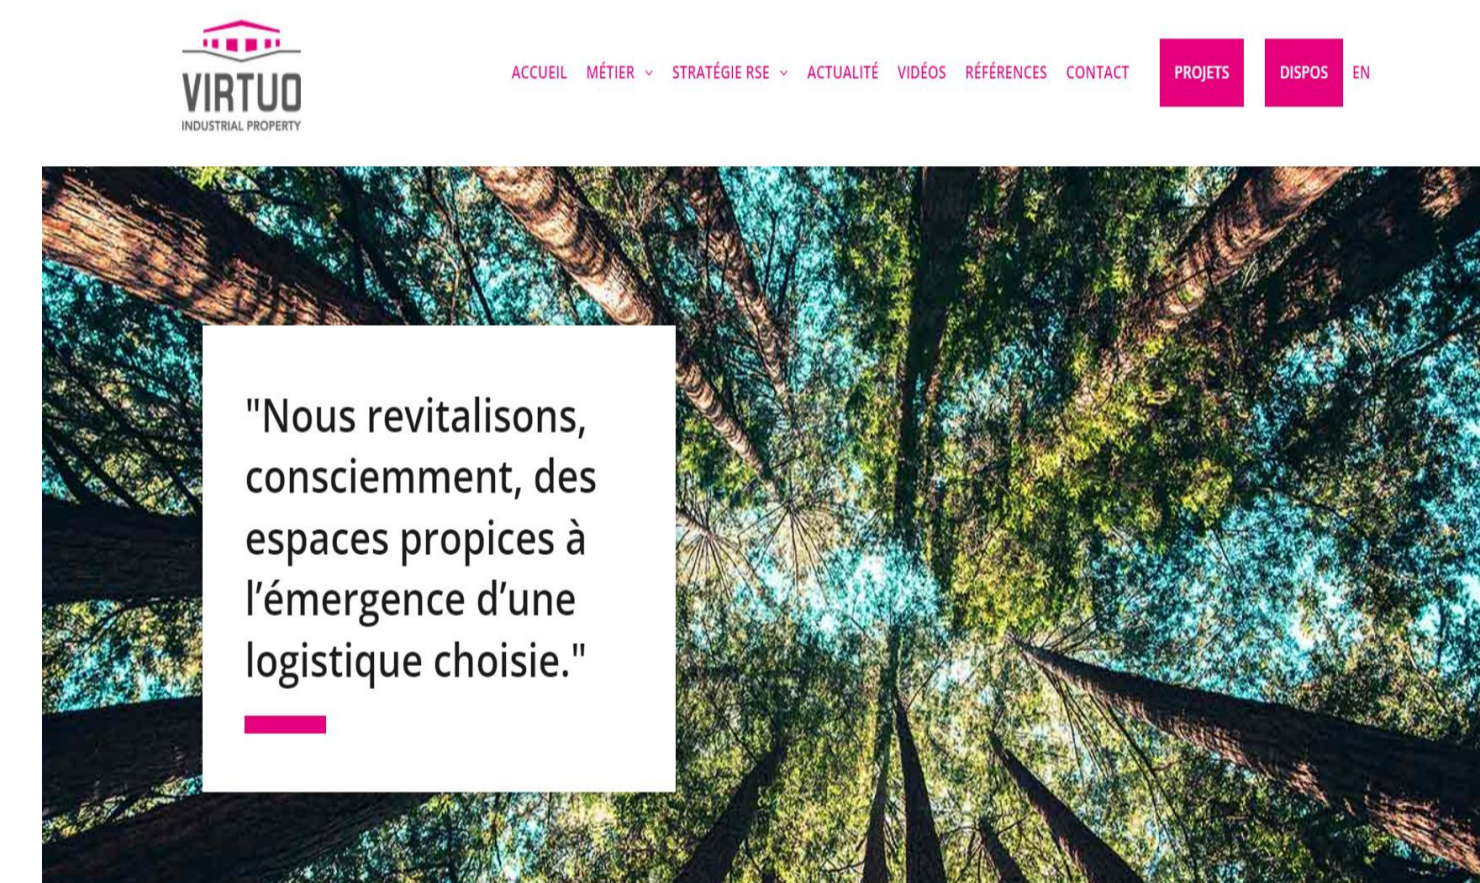 VIRTUO
INDUSTRIAL PROPERTY
ACCUEIL MÉTIER STRATÉGIE RSE ACTUALITÉ VIDÉOS RÉFÉRENCES CONTACT PROJETS DISPOS EN
"Nous revitalisons,
consciemment, des
espaces propices à
l’émergence d’une
logistique choisie."